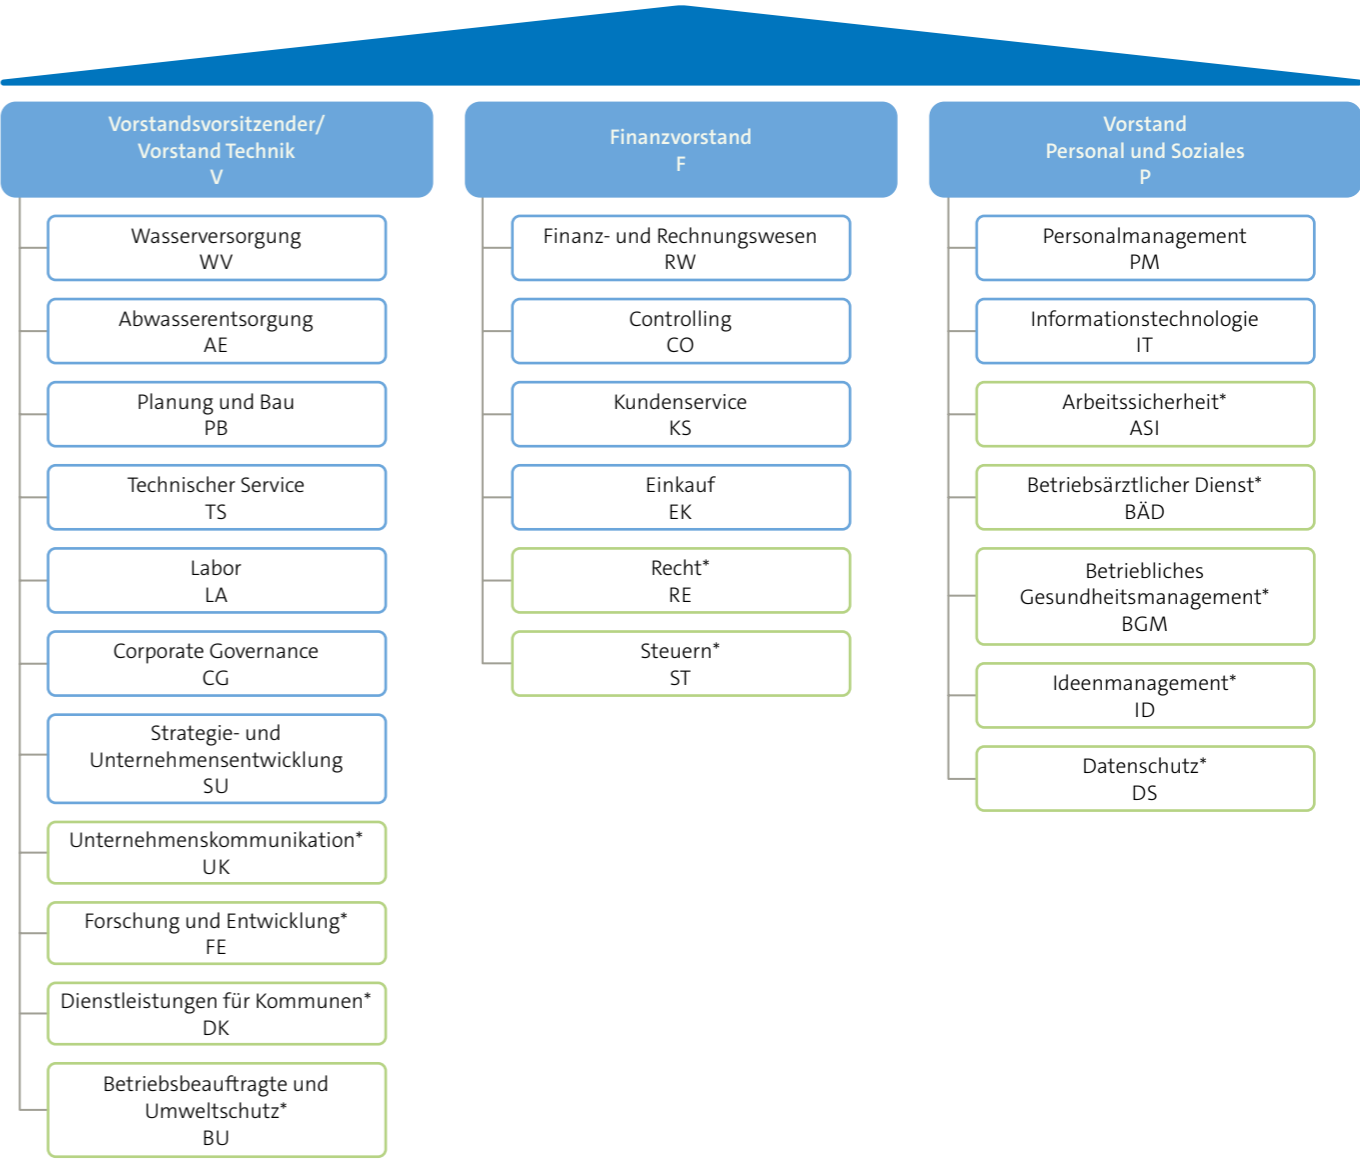 Vorstandsvorsitzender/
Vorstand Technik
V
Wasserversorgung
WV
Abwasserentsorgung
AE
Planung und Bau
PB
Technischer Service
TS
Labor
LA
Corporate Governance
CG
Strategie- und
Unternehmensentwicklung
SU
Unternehmenskommunikation*
UK
Forschung und Entwicklung*
FE
Dienstleistungen für Kommunen*
DK
Betriebsbeauftragte und
Umweltschutz*
BU
Finanzvorstand
F
Finanz- und Rechnungswesen
RW
Controlling
CO
Kundenservice
KS
Einkauf
EK
Recht*
RE
Steuern*
ST
Vorstand
Personal und Soziales
P
Personalmanagement
PM
Informationstechnologie
IT
Arbeitssicherheit*
ASI
Betriebsärztlicher Dienst*
BÄD
Betriebliches
Gesundheitsmanagement*
BGM
Ideenmanagement*
ID
Datenschutz*
DS